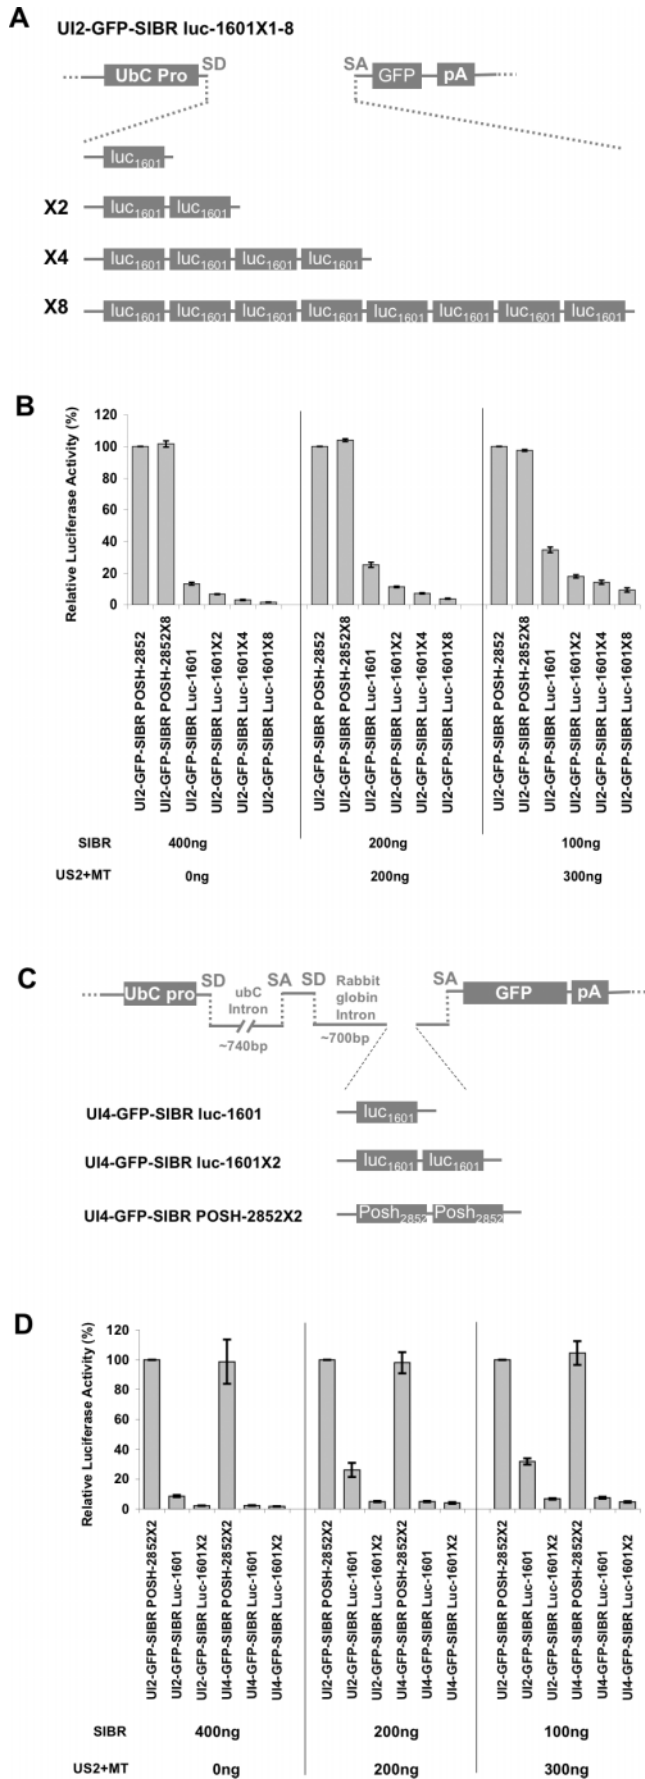 A
UI2-GFP-SIBR luc-1601X1-8
UbC Pro
SD
SA
GFP
pA
luc1601
X2
luc1601 luc1601
X4
luc1601 luc1601 luc1601 luc1601
X8
luc1601 luc1601 luc1601 luc1601 luc1601 luc1601 luc1601 luc1601
B
Relative Luciferase Activity (%)
120
100
80
60
40
20
0
UI2-GFP-SIBR POSH-2852
UI2-GFP-SIBR POSH-2852X8
UI2-GFP-SIBR Luc-1601
UI2-GFP-SIBR Luc-1601X2
UI2-GFP-SIBR Luc-1601X4
UI2-GFP-SIBR Luc-1601X8
UI2-GFP-SIBR POSH-2852
UI2-GFP-SIBR POSH-2852X8
UI2-GFP-SIBR Luc-1601
UI2-GFP-SIBR Luc-1601X2
UI2-GFP-SIBR Luc-1601X4
UI2-GFP-SIBR Luc-1601X8
UI2-GFP-SIBR POSH-2852
UI2-GFP-SIBR POSH-2852X8
UI2-GFP-SIBR Luc-1601
UI2-GFP-SIBR Luc-1601X2
UI2-GFP-SIBR Luc-1601X4
UI2-GFP-SIBR Luc-1601X8
SIBR 400ng 200ng 100ng
US2+MT 0ng 200ng 300ng
C
UbC pro
SD
ubC
Intron
~740bp
SA
SD
Rabbit
globin
Intron
~700bp
SA
GFP
pA
UI4-GFP-SIBR luc-1601
luc1601
UI4-GFP-SIBR luc-1601X2
luc1601 luc1601
UI4-GFP-SIBR POSH-2852X2
Posh2852 Posh2852
D
Relative Luciferase Activity (%)
120
100
80
60
40
20
0
UI2-GFP-SIBR POSH-2852X2
UI2-GFP-SIBR Luc-1601
UI2-GFP-SIBR Luc-1601X2
UI4-GFP-SIBR POSH-2852X2
UI4-GFP-SIBR Luc-1601
UI4-GFP-SIBR Luc-1601X2
UI2-GFP-SIBR POSH-2852X2
UI2-GFP-SIBR Luc-1601
UI2-GFP-SIBR Luc-1601X2
UI4-GFP-SIBR POSH-2852X2
UI4-GFP-SIBR Luc-1601
UI4-GFP-SIBR Luc-1601X2
UI2-GFP-SIBR POSH-2852X2
UI2-GFP-SIBR Luc-1601
UI2-GFP-SIBR Luc-1601X2
UI4-GFP-SIBR POSH-2852X2
UI4-GFP-SIBR Luc-1601
UI4-GFP-SIBR Luc-1601X2
SIBR 400ng 200ng 100ng
US2+MT 0ng 200ng 300ng